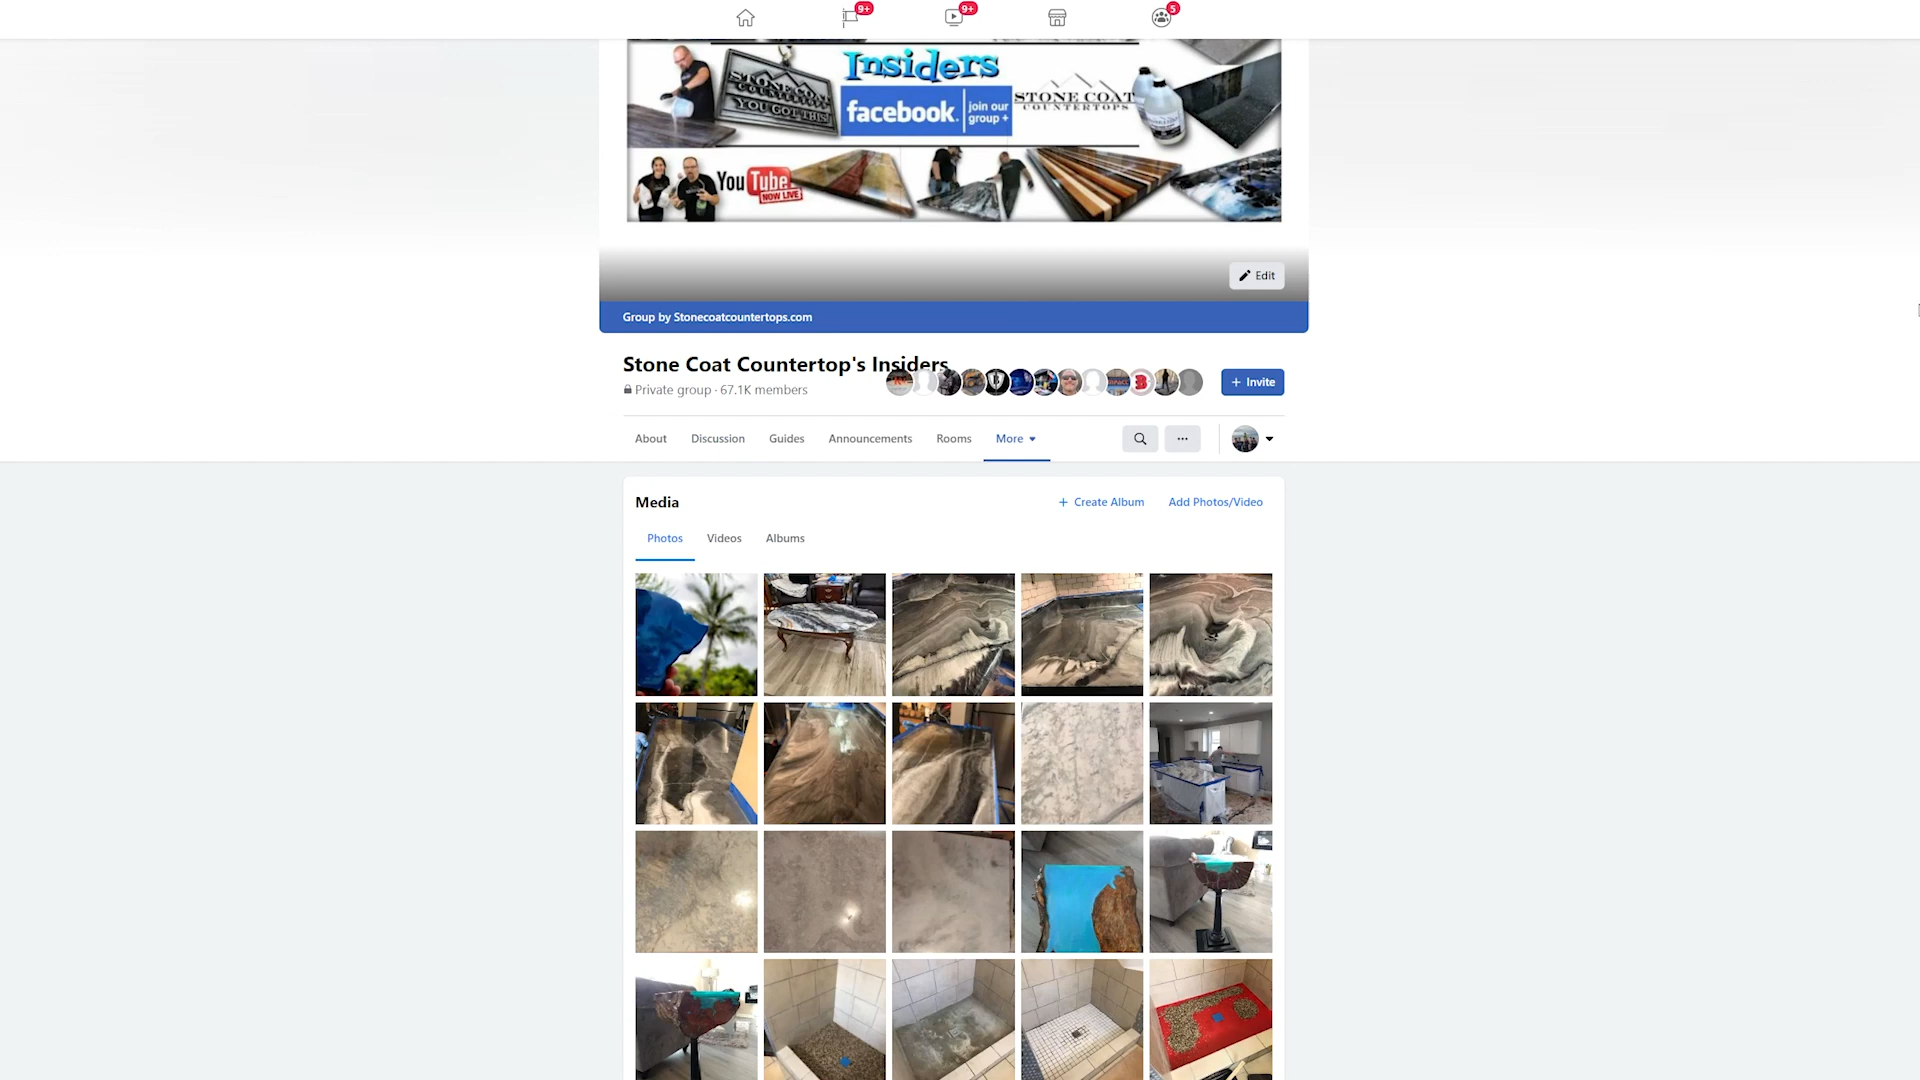 9+
9+
5
Insiders
STONE COAT
COUNTERTOPS
YOU GOT THIS!
facebook.
join our
group +
STONE COAT
COUNTERTOPS
YouTube
NOW LIVE
Edit
Group by Stonecoatcountertops.com
Stone Coat Countertop's Insiders
Private group · 67.1K members
+ Invite
About Discussion Guides Announcements Rooms More
Media
+ Create Album Add Photos/Video
Photos Videos Albums